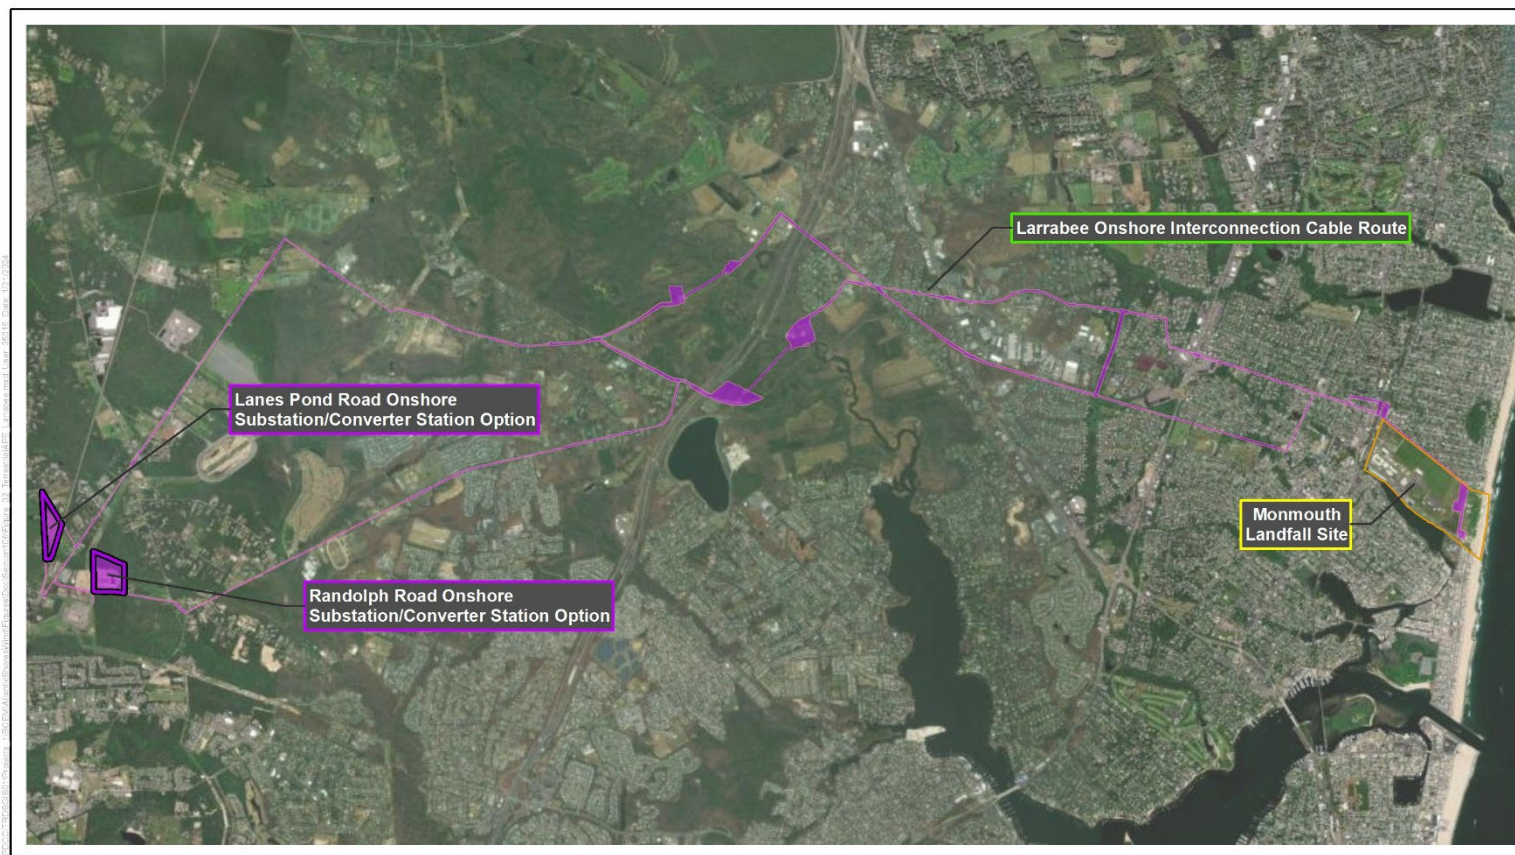 Larrabee Onshore Interconnection Cable Route
Lanes Pond Road Onshore
Substation/Converter Station Option
Monmouth
Landfall Site
Randolph Road Onshore
Substation/Converter Station Option